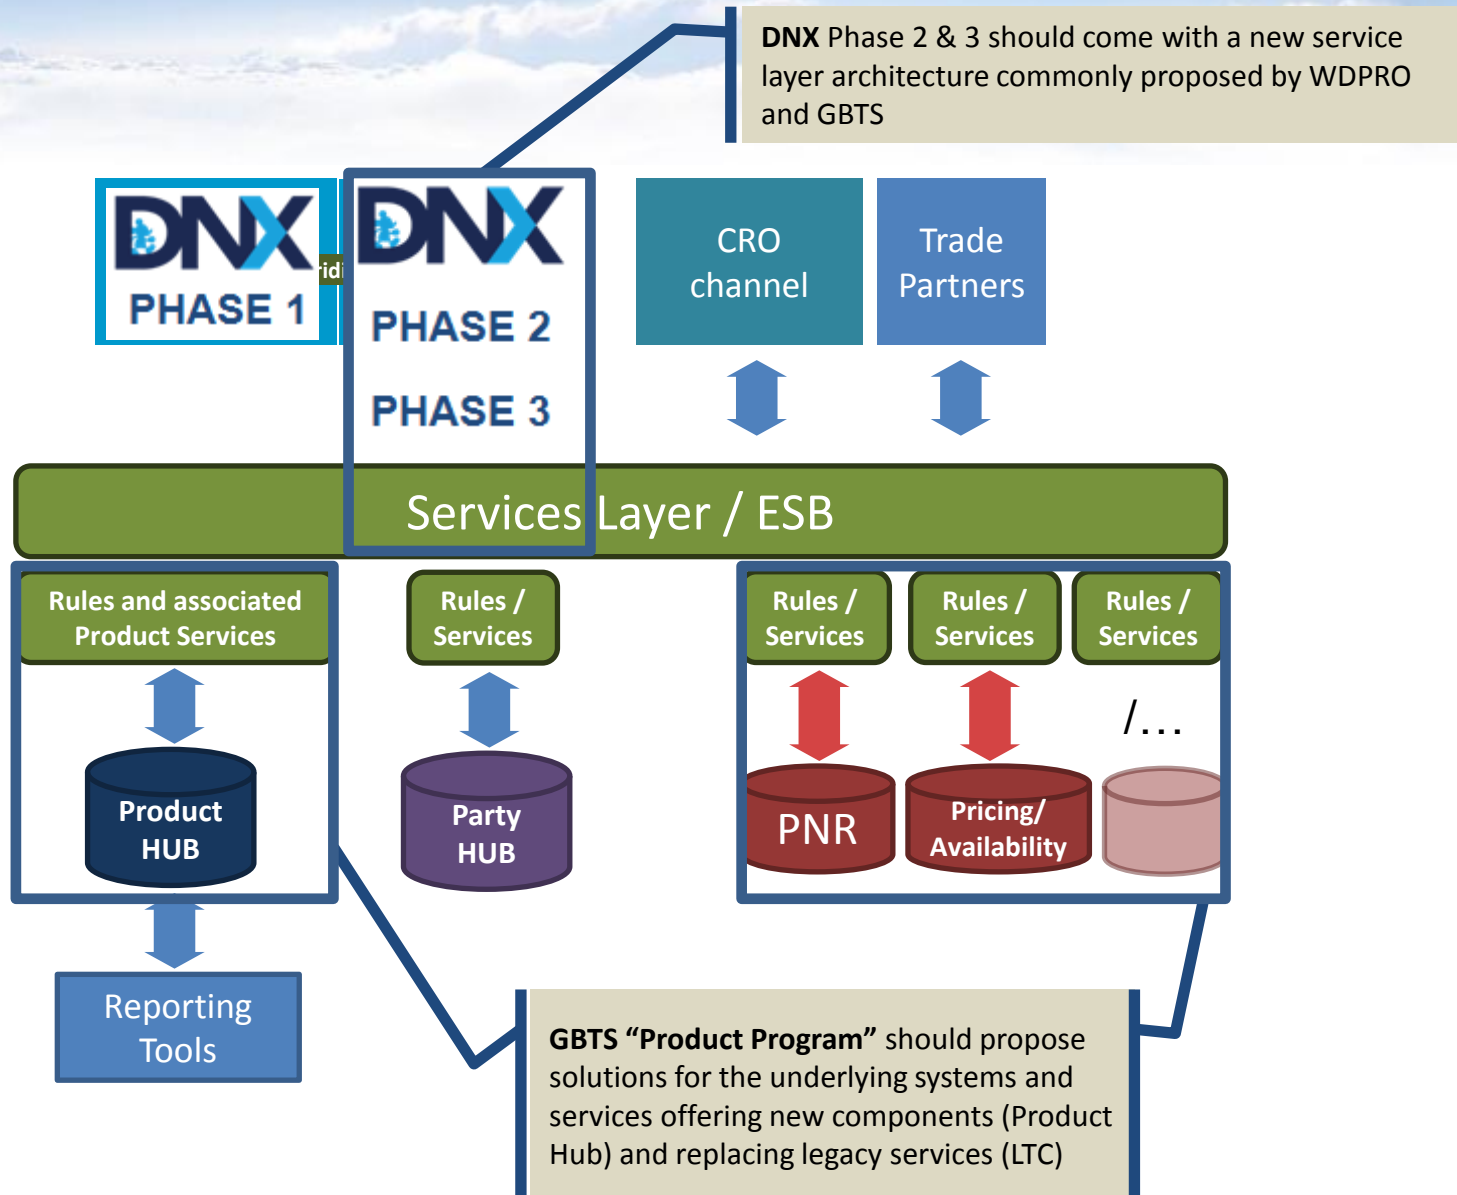 DNX Phase 2 & 3 should come with a new service
layer architecture commonly proposed by WDPRO
and GBTS
DNX
PHASE 1
ridi
DNX
PHASE 2
PHASE 3
CRO
channel
Trade
Partners
Services Layer / ESB
Rules and associated
Product Services
Rules /
Services
Rules /
Services
Rules /
Services
Rules /
Services
/...
Product
HUB
Party
HUB
PNR
Pricing/
Availability
Reporting
Tools
GBTS “Product Program” should propose
solutions for the underlying systems and
services offering new components (Product
Hub) and replacing legacy services (LTC)